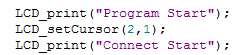 LCD_print("Program Start");
LCD_setCursor(2,1);
LCD_print("Connect Start");